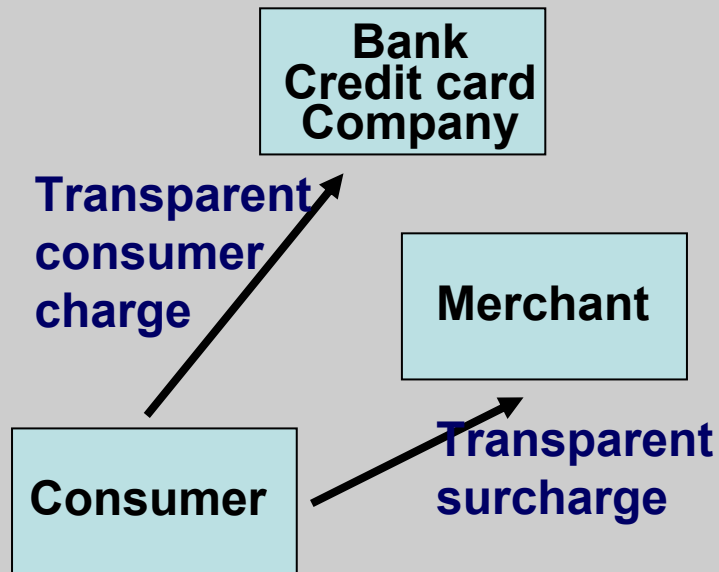 Bank
Credit card
Company
Transparent
consumer
charge
Merchant
Transparent
surcharge
Consumer